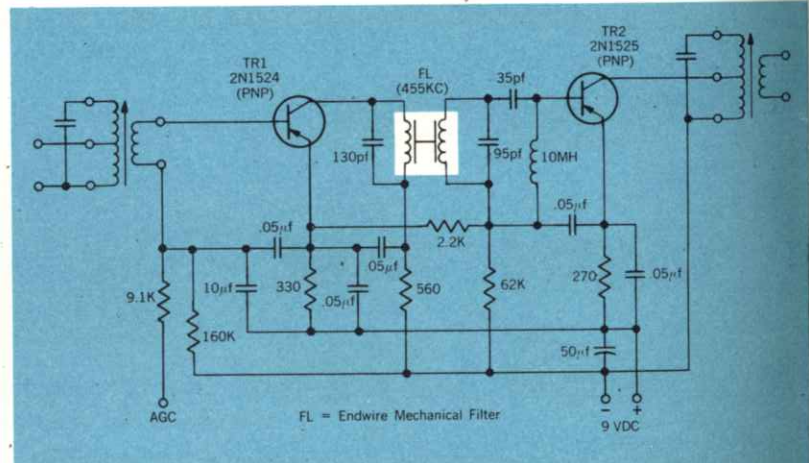 TR1
2N1524
(PNP)
FL
(455KC)
TR2
2N1525
(PNP)
35pf
130pf
95pf
10MH
.05μf
.05μf
05μf
2.2K
.05μf
9.1K
10μf
330
.05μf
560
62K
270
.05μf
160K
50μf
AGC
FL = Endwire Mechanical Filter
- +
9 VDC